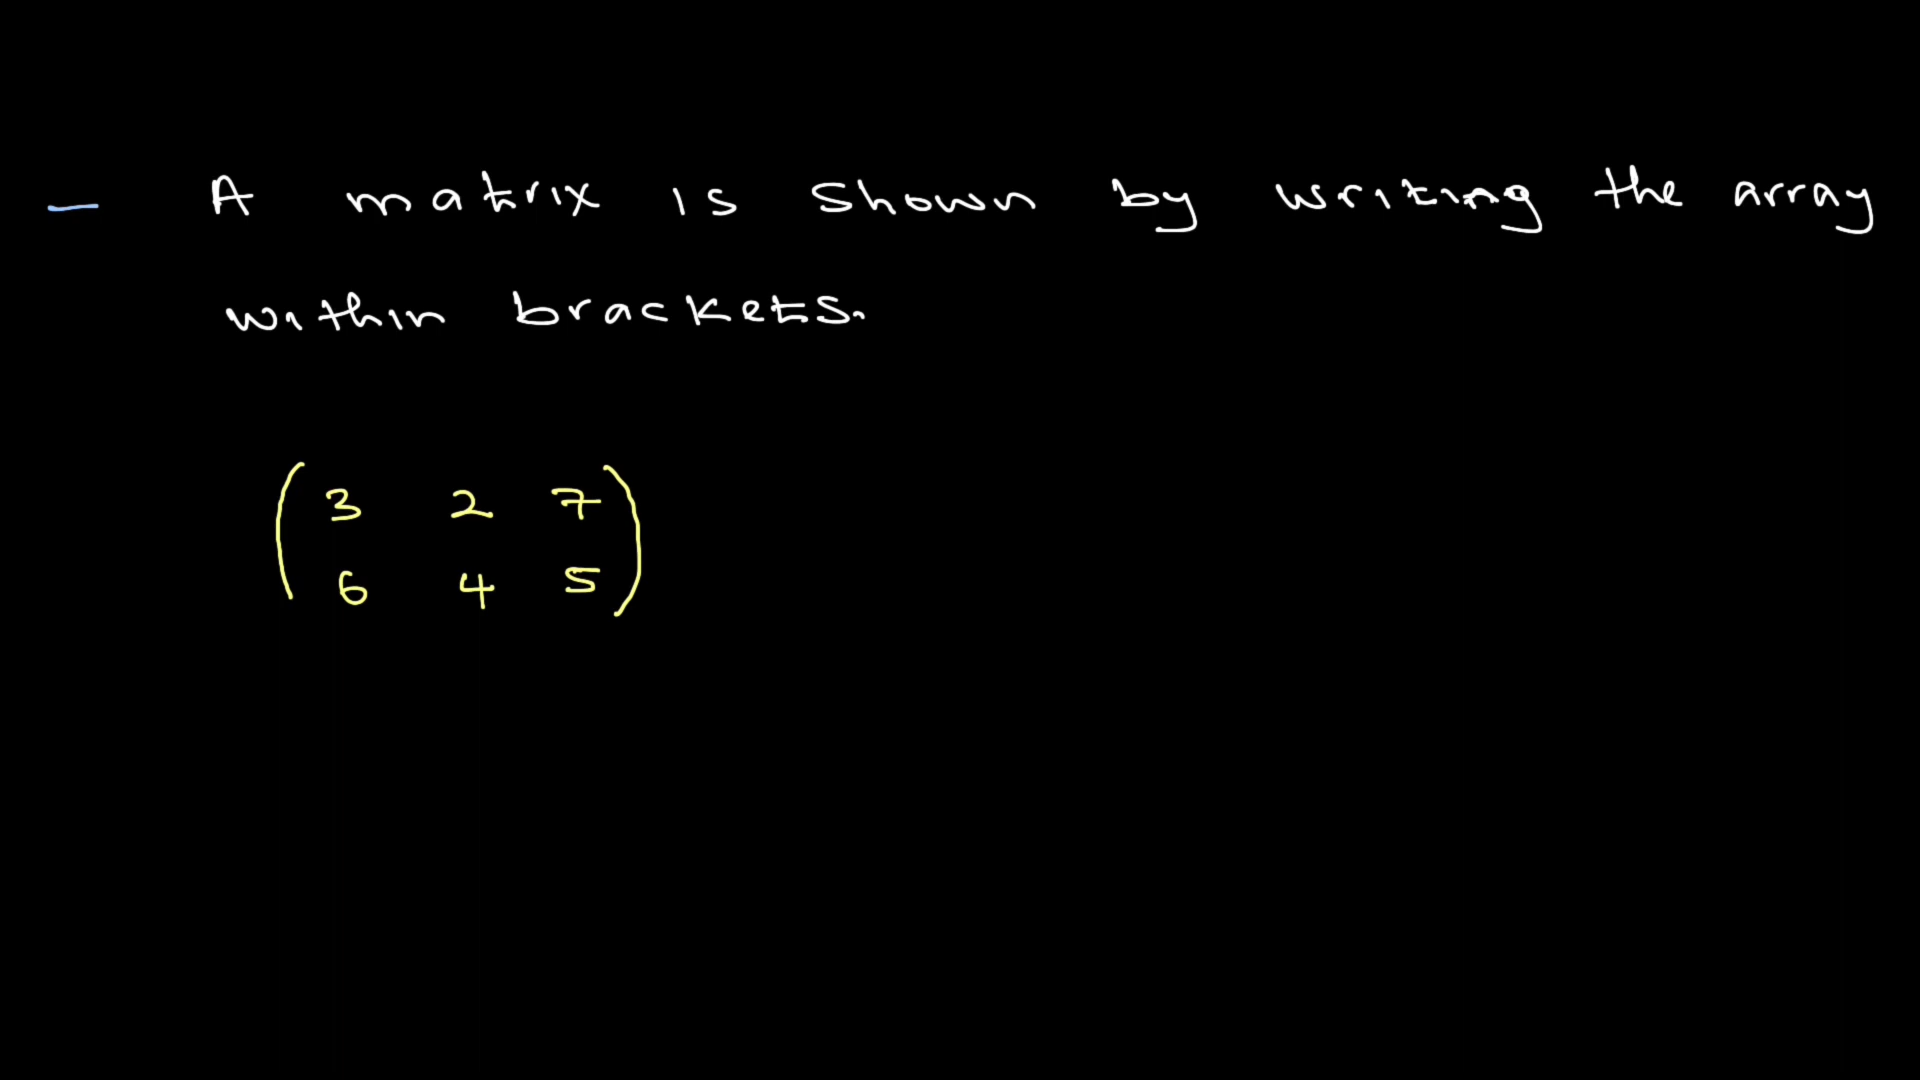 – A matrix is shown by writing the array
within brackets.
( 3 2 7
6 4 5 )